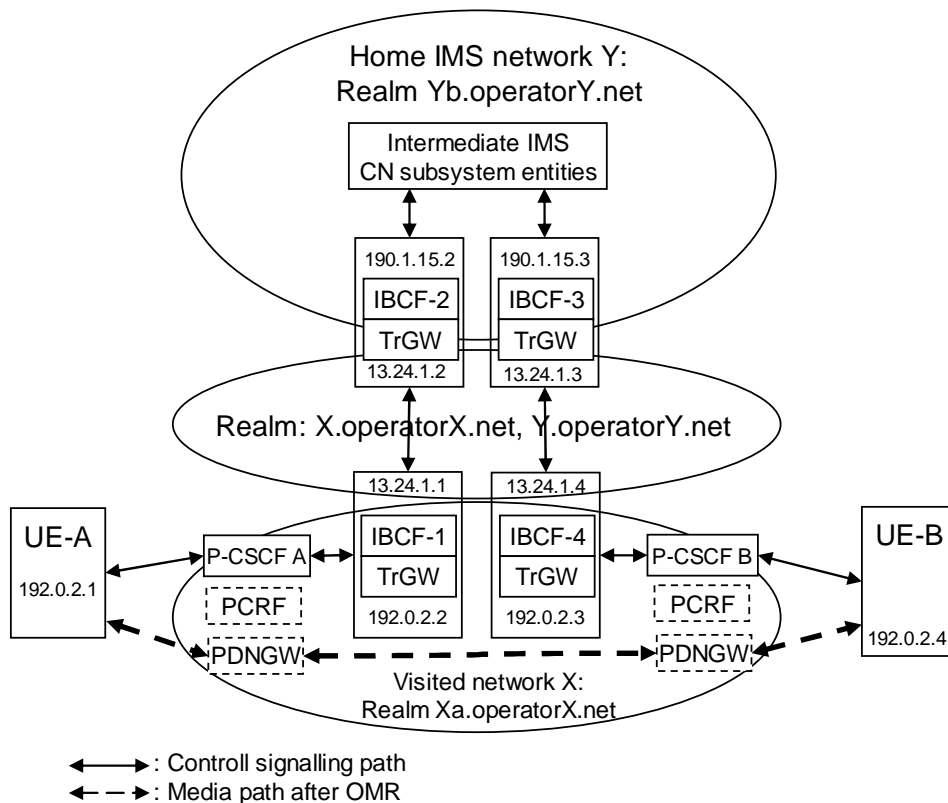 Home IMS network Y:
Realm Yb.operatorY.net
Intermediate IMS
CN subsystem entities
190.1.15.2
190.1.15.3
IBCF-2
IBCF-3
TrGW
TrGW
13.24.1.2
13.24.1.3
Realm: X.operatorX.net, Y.operatorY.net
13.24.1.1
13.24.1.4
UE-A
192.0.2.1
P-CSCF A
IBCF-1
IBCF-4
P-CSCF B
UE-B
192.0.2.4
TrGW
TrGW
PCRF
PCRF
192.0.2.2
192.0.2.3
PDNGW
PDNGW
Visited network X:
Realm Xa.operatorX.net
: Controll signalling path
: Media path after OMR